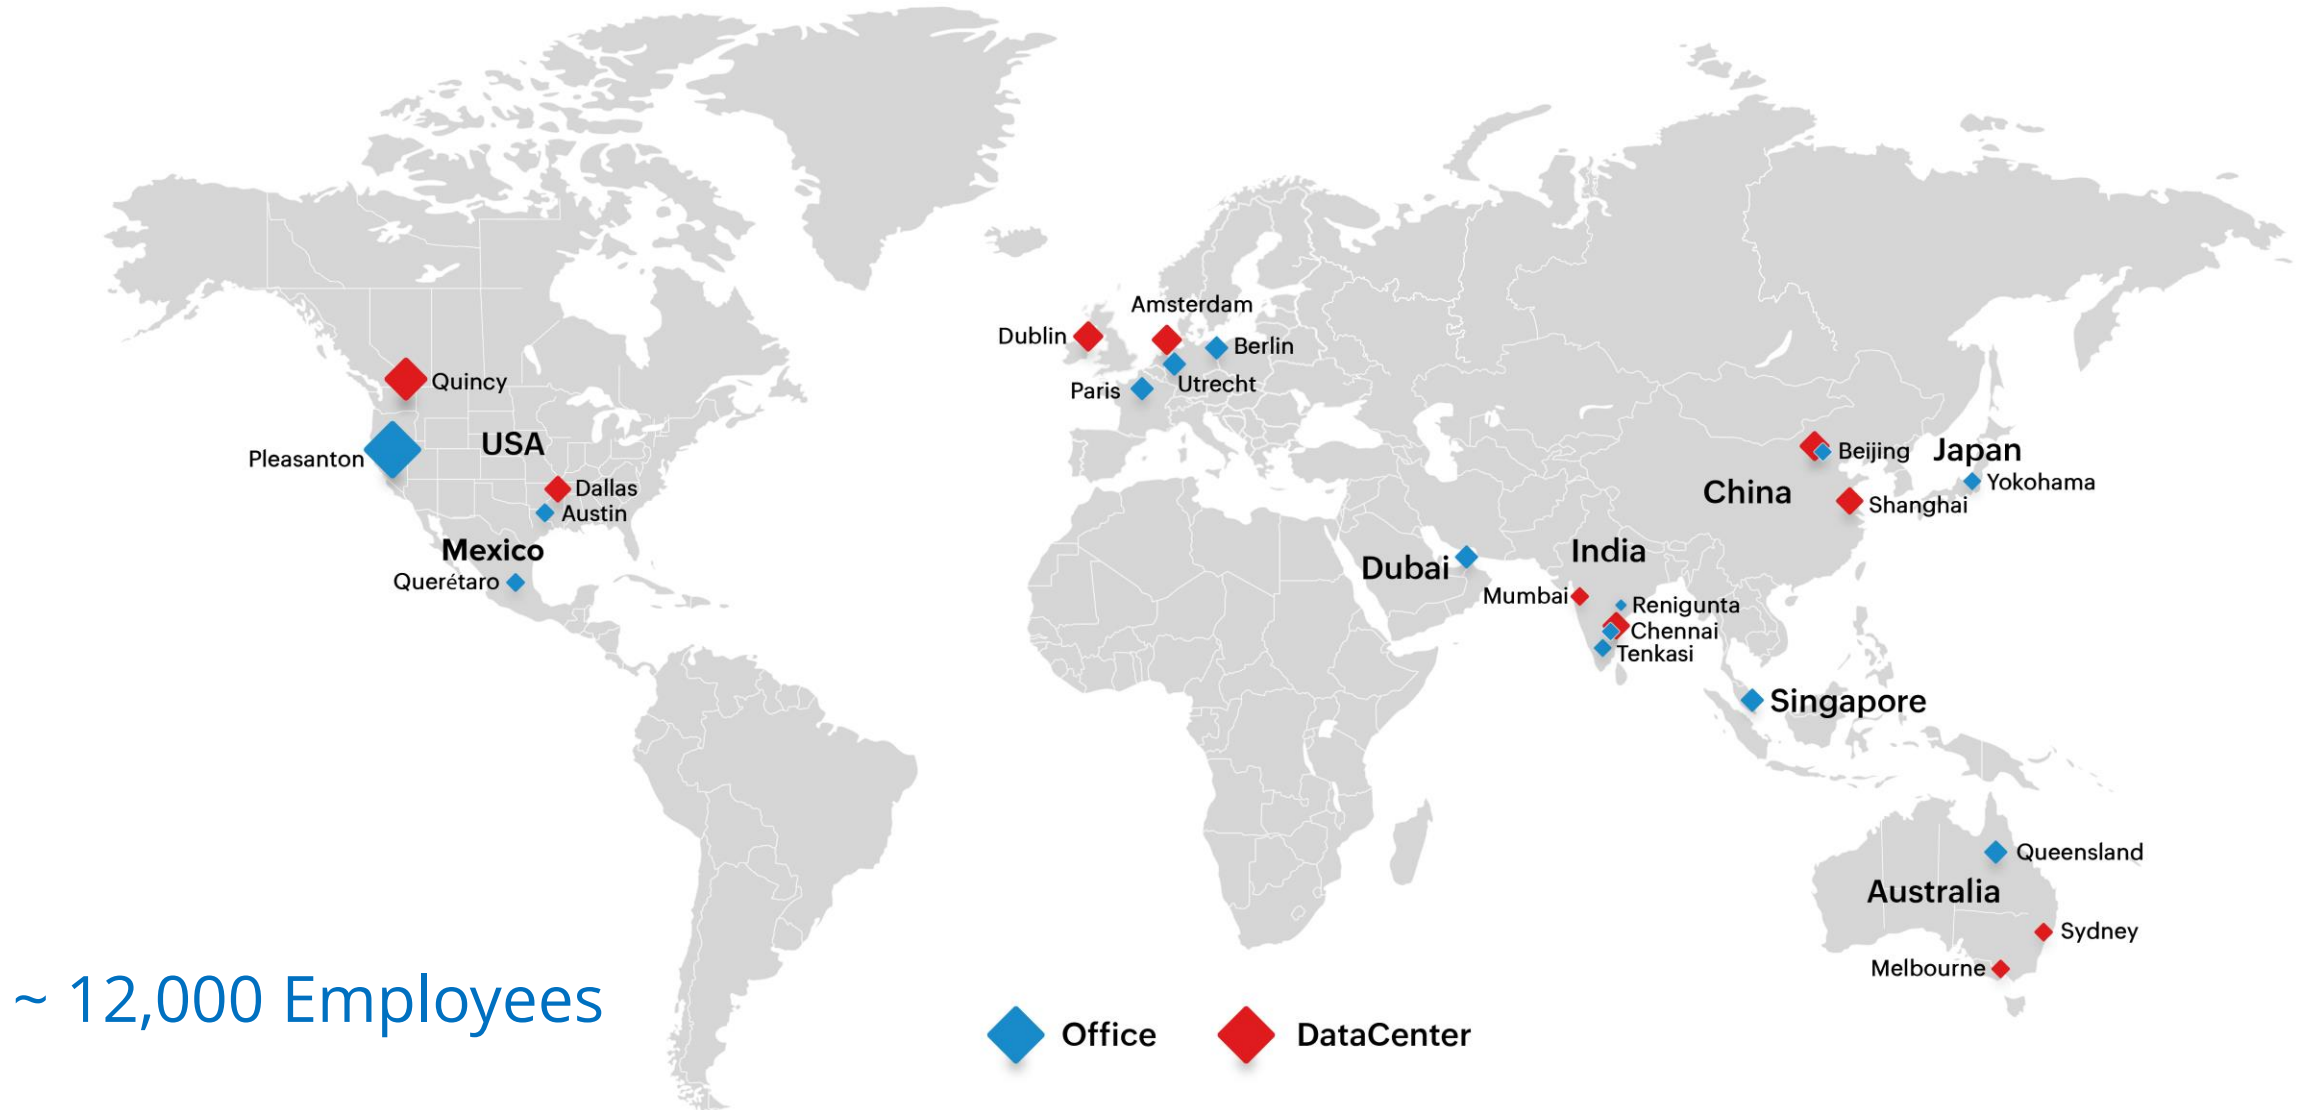 Amsterdam
Dublin
Berlin
Utrecht
Paris
Quincy
USA
Pleasanton
Dallas
Austin
Mexico
Querétaro
Beijing
Japan
Yokohama
China
Shanghai
India
Dubai
Mumbai
Renigunta
Chennai
Tenkasi
Singapore
Queensland
Australia
Sydney
Melbourne
~ 12,000 Employees
Office
DataCenter